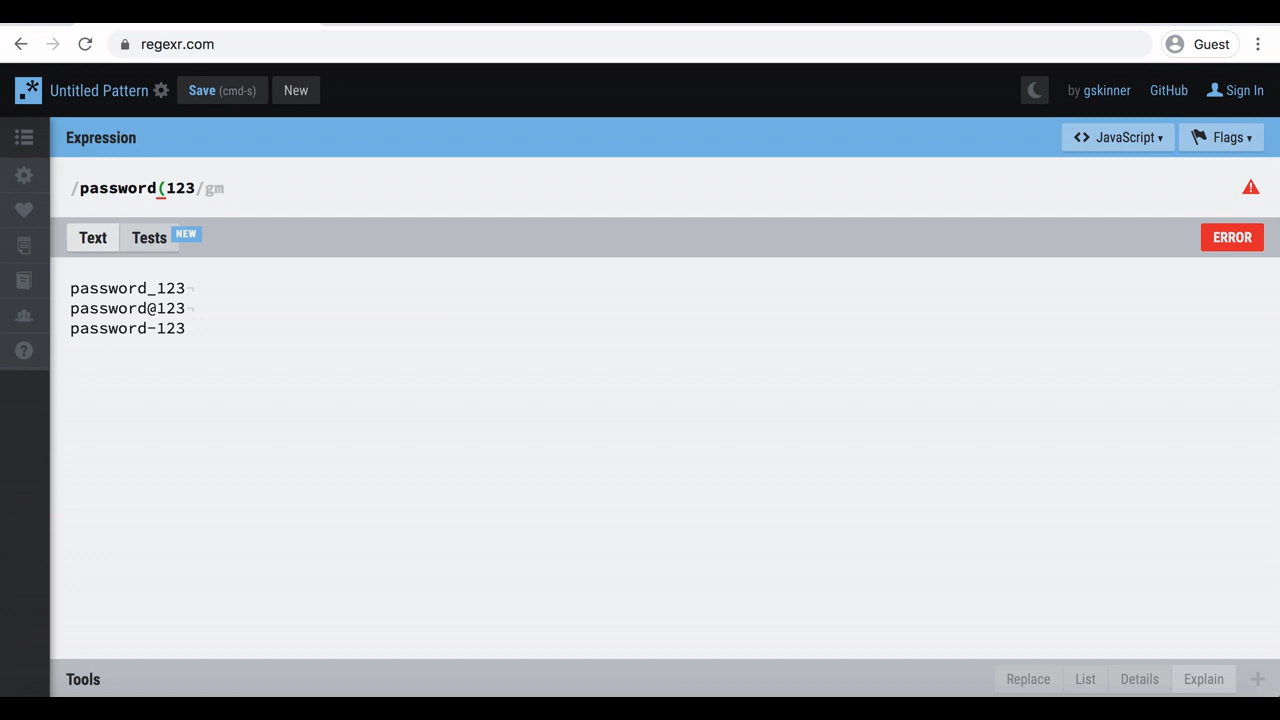 regexr.com
Guest
.*
Untitled Pattern
Save (cmd-s)
New
by gskinner
GitHub
Sign In
Expression
<> JavaScript ▾
Flags ▾
/password(123/gm
Text
Tests
NEW
ERROR
password_123¬
password@123¬
password-123
?
Tools
Replace
List
Details
Explain
+